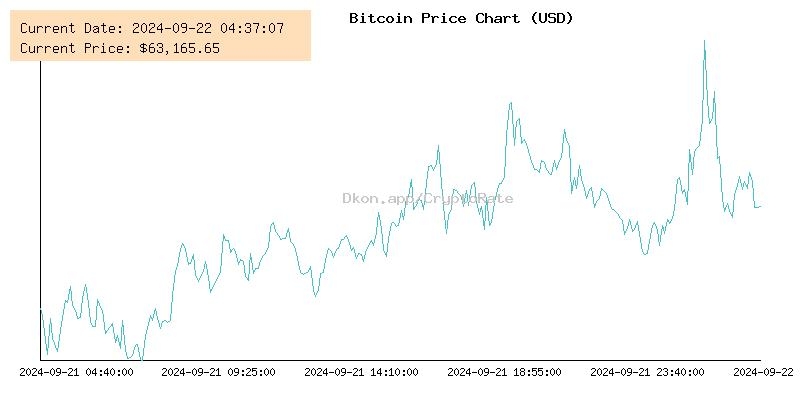 Bitcoin Price Chart (USD)
Current Date: 2024-09-22 04:37:07
Current Price: $63,165.65
Dkon.app/CryptoRate
2024-09-21 04:40:00 2024-09-21 09:25:00 2024-09-21 14:10:00 2024-09-21 18:55:00 2024-09-21 23:40:00 2024-09-22